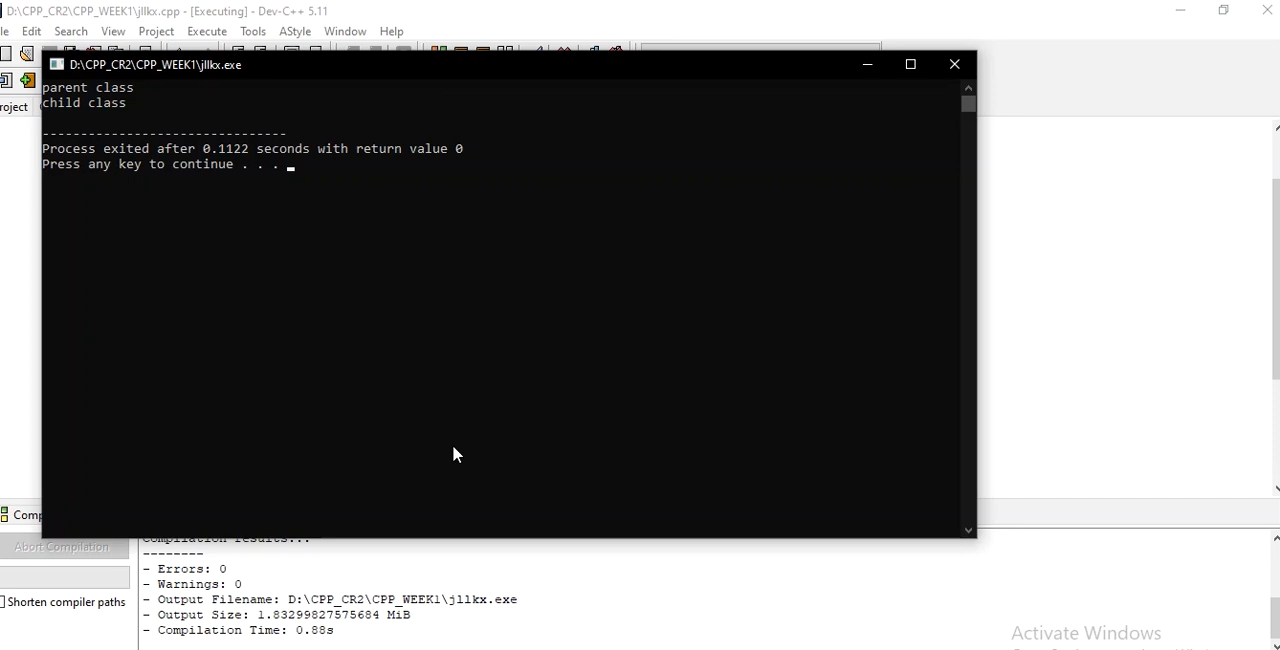 D:\CPP_CR2\CPP_WEEK1\jllkx.cpp - [Executing] - Dev-C++ 5.11
Edit Search View Project Execute Tools AStyle Window Help
D:\CPP_CR2\CPP_WEEK1\jllkx.exe
parent class
child class
--------------------------------
Process exited after 0.1122 seconds with return value 0
Press any key to continue . . .
Abort Compilation
Shorten compiler paths
--------
- Errors: 0
- Warnings: 0
- Output Filename: D:\CPP_CR2\CPP_WEEK1\jllkx.exe
- Output Size: 1.83299827575684 MiB
- Compilation Time: 0.88s
Activate Windows